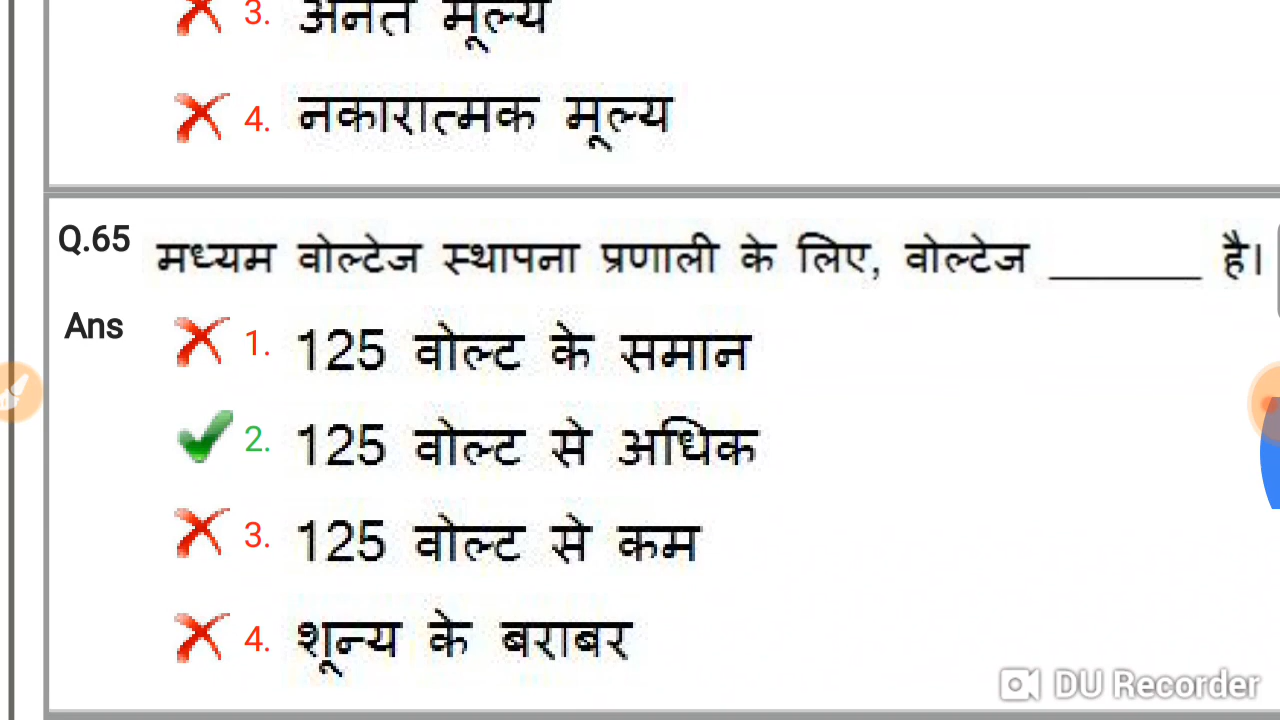 3. अनंत मूल्य
4. नकारात्मक मूल्य
Q.65 मध्यम वोल्टेज स्थापना प्रणाली के लिए, वोल्टेज ________ है।
Ans 1. 125 वोल्ट के समान
2. 125 वोल्ट से अधिक
3. 125 वोल्ट से कम
4. शून्य के बराबर
DU Recorder